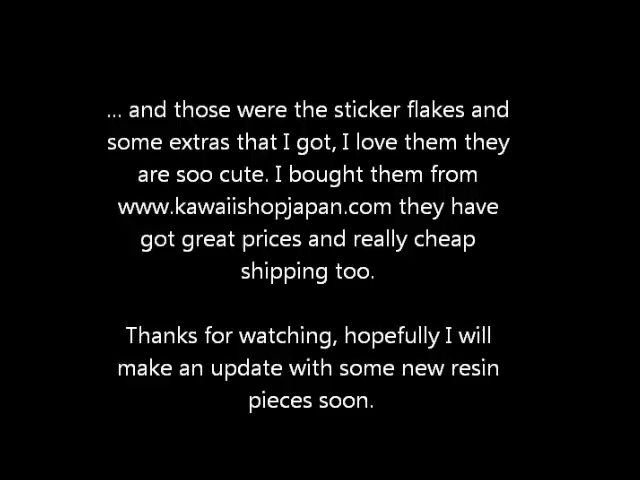 ... and those were the sticker flakes and
some extras that I got, I love them they
are soo cute. I bought them from
www.kawaiishopjapan.com they have
got great prices and really cheap
shipping too.
Thanks for watching, hopefully I will
make an update with some new resin
pieces soon.